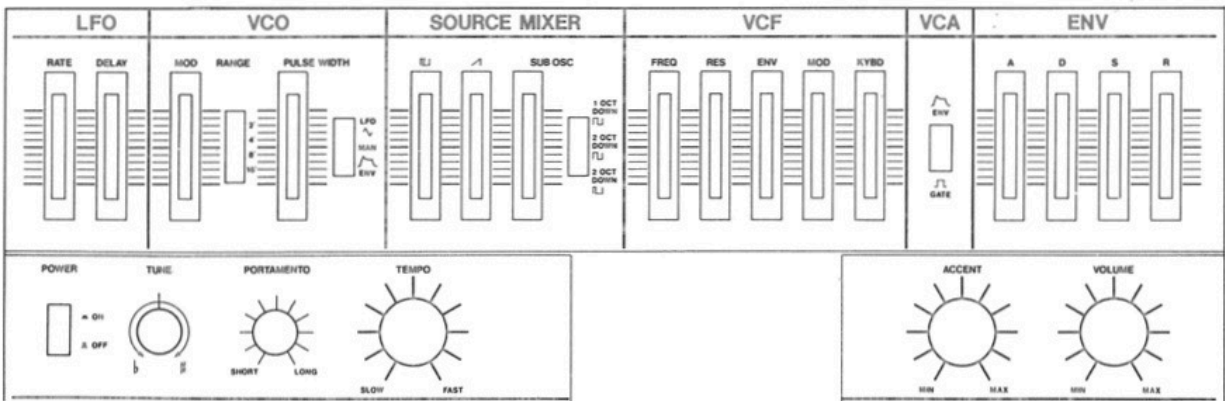 LFO VCO SOURCE MIXER VCF VCA ENV
RATE DELAY MOD RANGE PULSE WIDTH SUB OSC FREQ RES ENV MOD KYBD A D S R
LFO
MAN
ENV
2'
4'
8'
16'
1 OCT
DOWN
2 OCT
DOWN
2 OCT
DOWN
ENV
GATE
POWER TUNE PORTAMENTO TEMPO ACCENT VOLUME
ON
OFF
♭ #
SHORT LONG
SLOW FAST
MIN MAX
MIN MAX